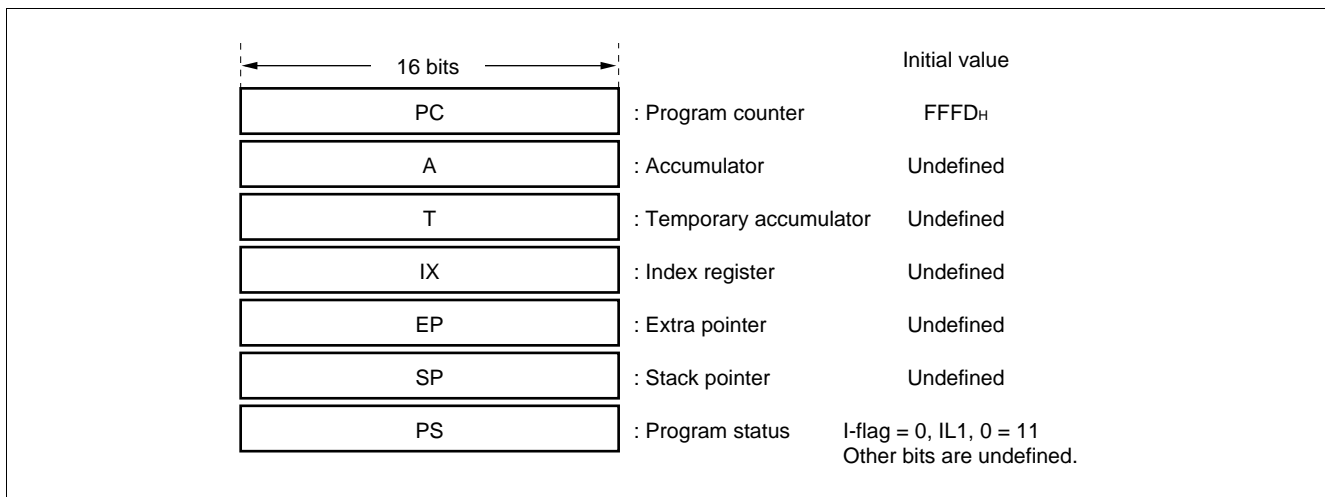 16 bits Initial value
PC : Program counter FFFDH
A : Accumulator Undefined
T : Temporary accumulator Undefined
IX : Index register Undefined
EP : Extra pointer Undefined
SP : Stack pointer Undefined
PS : Program status I-flag = 0, IL1, 0 = 11
Other bits are undefined.